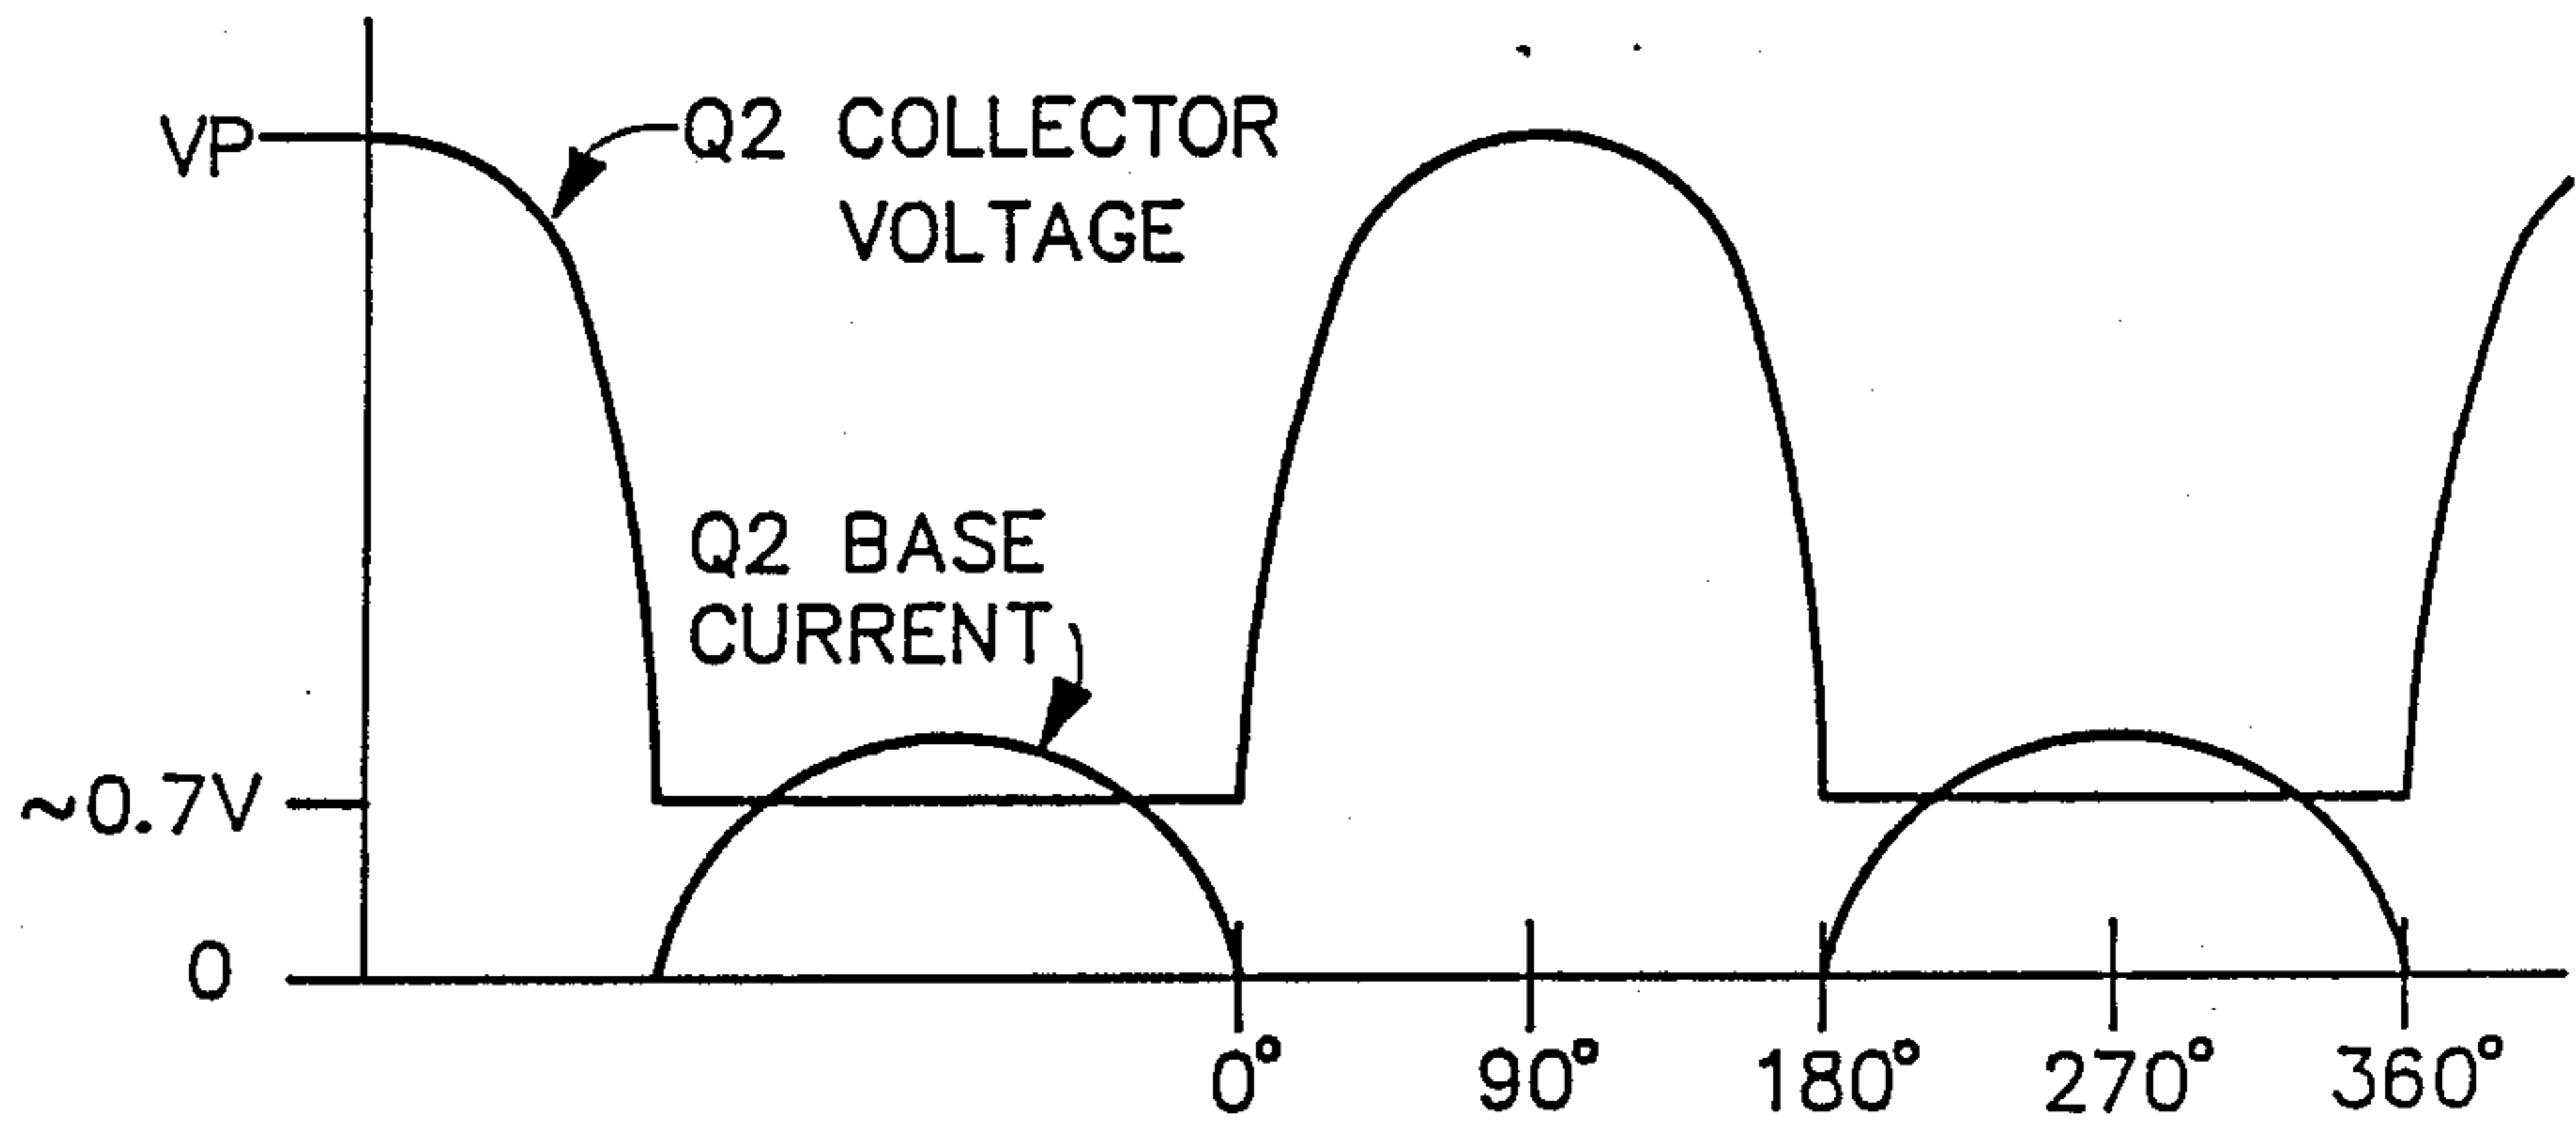 VP
Q2 COLLECTOR
VOLTAGE
Q2 BASE
CURRENT
~0.7V
0
0° 90° 180° 270° 360°